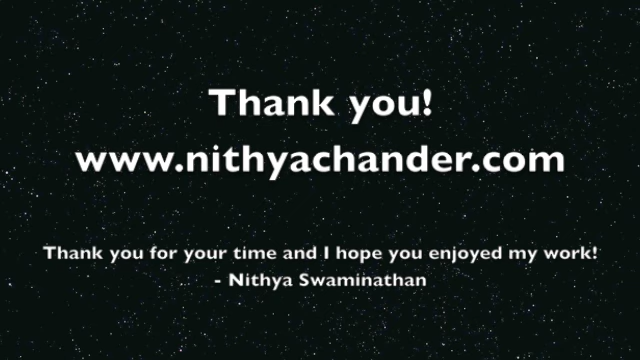 Thank you!
www.nithyachander.com
Thank you for your time and I hope you enjoyed my work!
- Nithya Swaminathan